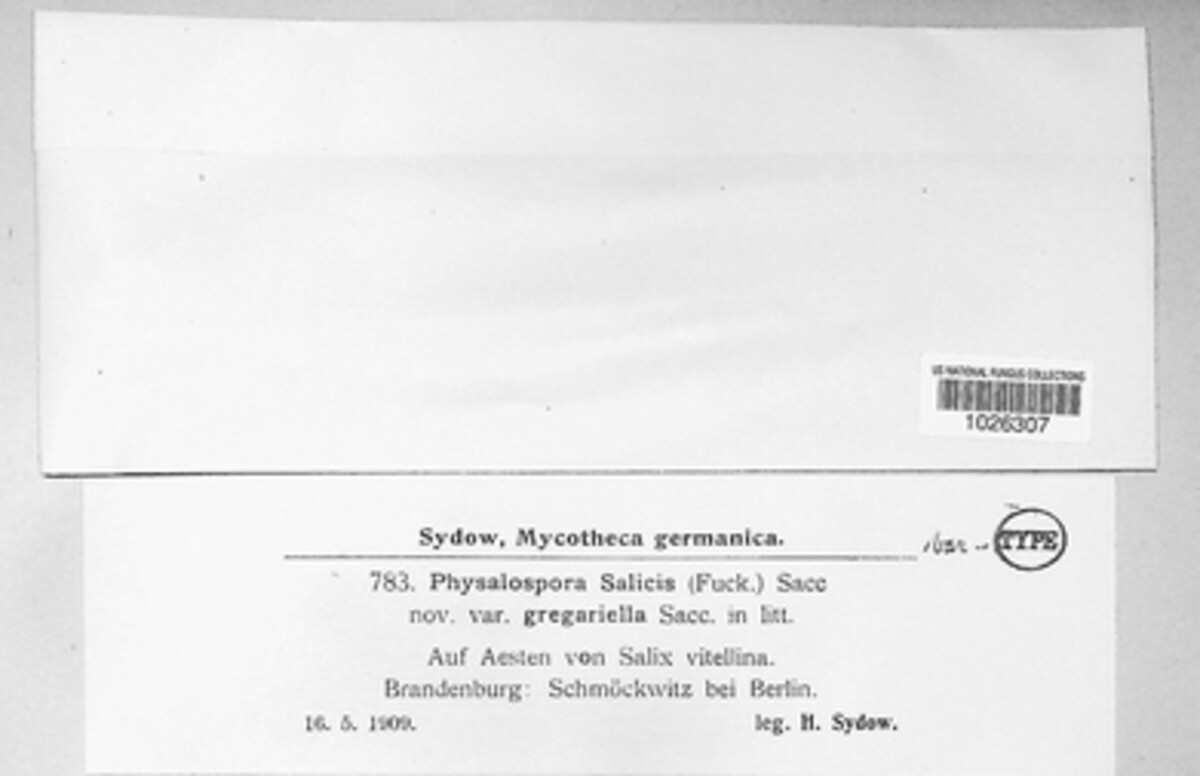 US NATIONAL FUNGUS COLLECTIONS
1026307
Sydow, Mycotheca germanica.
TYPE
783. Physalospora Salicis (Fuck.) Sacc
nov. var. gregariella Sacc. in litt.
Auf Aesten von Salix vitellina.
Brandenburg: Schmöckwitz bei Berlin.
16. 5. 1909.
leg. H. Sydow.